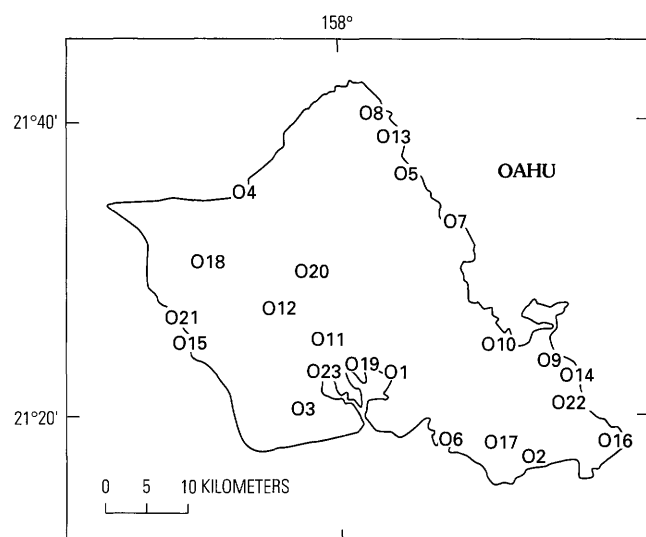 158°
21°40'
O8
O13
OAHU
O5
O4
O7
O18
O20
O12
O21
O15
O11
O10
O9
O19
O23
O1
O14
O3
21°20'
O22
O6
O17
O16
O2
0 5 10 KILOMETERS